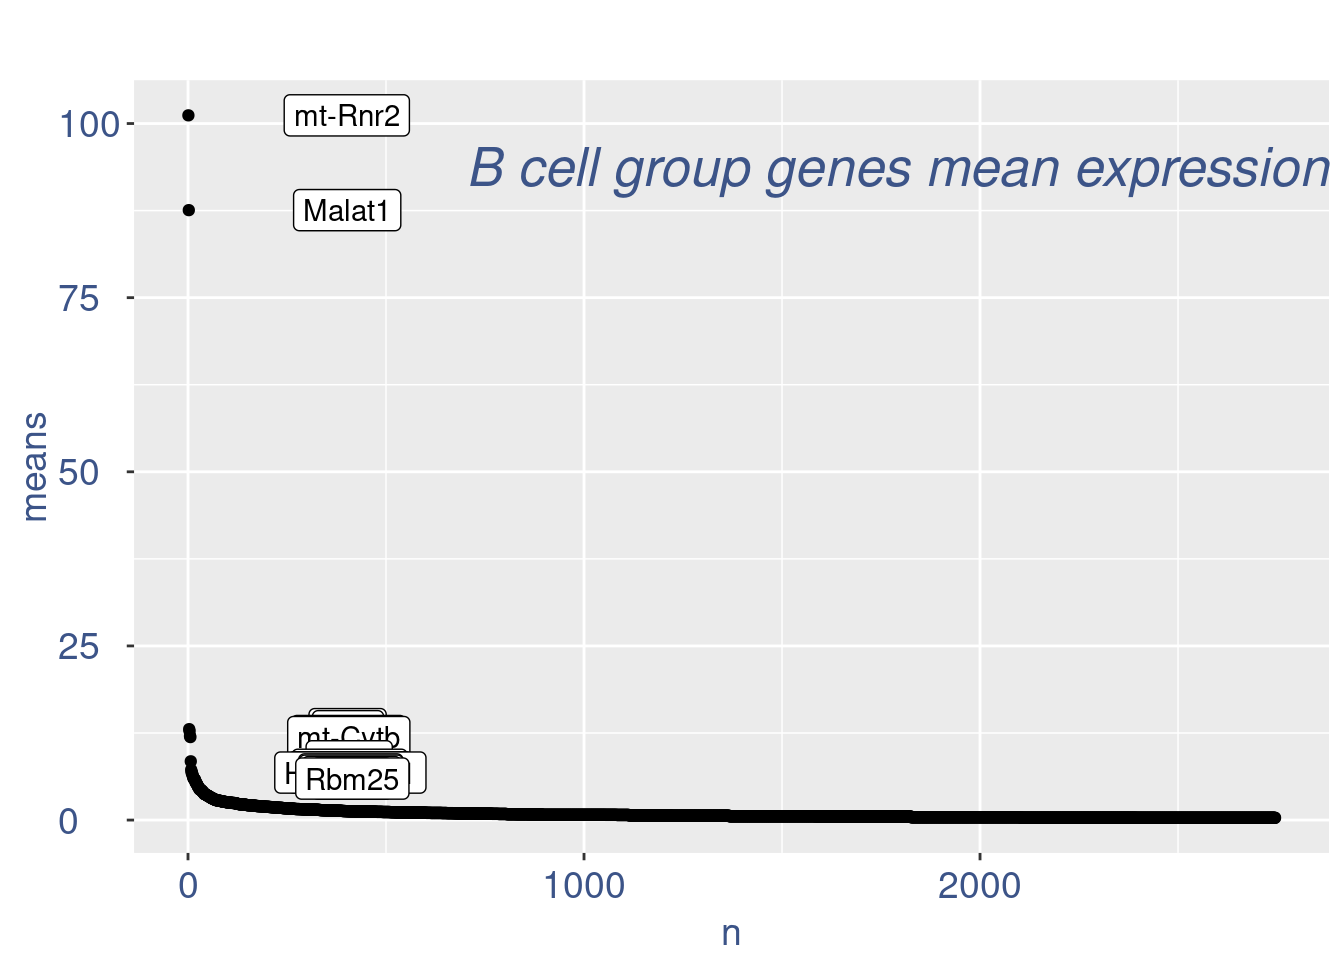 B cell group genes mean expression
mt-Rnr2
Malat1
mt-Cytb
Rbm25
means
100
75
50
25
0
0
1000
2000
n